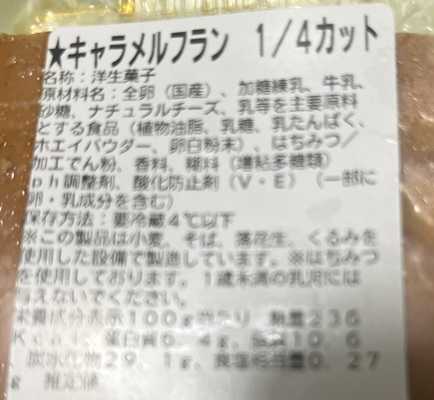 ★キャラメルフラン 1/4カット
名称：洋生菓子
原材料名：全卵（国産）、加糖練乳、牛乳、
砂糖、ナチュラルチーズ、乳等を主要原料
とする食品（植物油脂、乳糖、乳たんぱく、
ホエイパウダー、卵白粉末）、はちみつ／
加工でん粉、香料、糊料（増粘多糖類）
ｐｈ調整剤、酸化防止剤（Ｖ．Ｅ）（一部に
卵・乳成分を含む）
保存方法：要冷蔵４℃以下
※この製品は小麦、そば、落花生、くるみを
使用した設備で製造しています。※はちみつ
を使用しております。１歳未満の乳児には
与えないでください。
栄養成分表示１００ｇ当たり 熱量２３６
Ｋｃａｌ、蛋白質６．４ｇ、脂質１０．６
、炭水化物２９．１ｇ、食塩相当量０．２７
ｇ 推定値